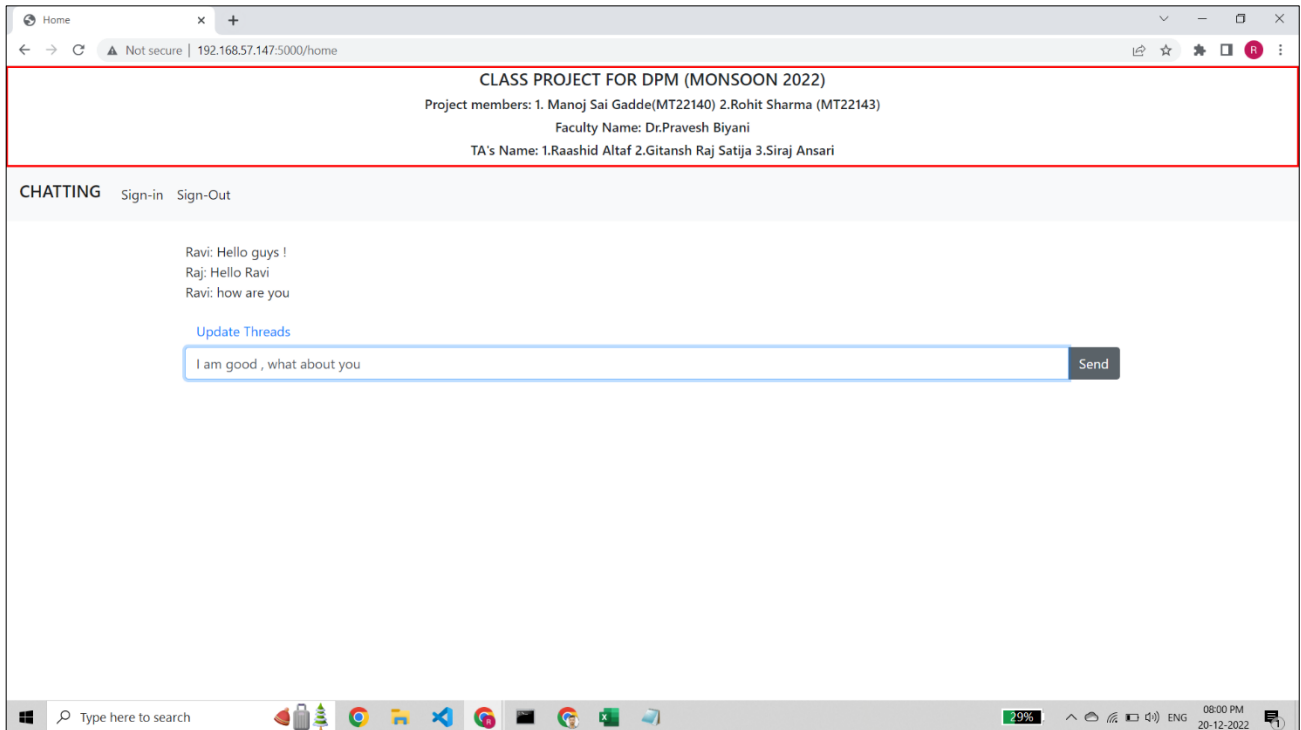 Home
Not secure | 192.168.57.147:5000/home
R
CLASS PROJECT FOR DPM (MONSOON 2022)
Project members: 1. Manoj Sai Gadde(MT22140) 2.Rohit Sharma (MT22143)
Faculty Name: Dr.Pravesh Biyani
TA's Name: 1.Raashid Altaf 2.Gitansh Raj Satija 3.Siraj Ansari
CHATTING Sign-in Sign-Out
Ravi: Hello guys !
Raj: Hello Ravi
Ravi: how are you
Update Threads
I am good , what about you Send
Type here to search 29% ENG 08:00 PM
20-12-2022